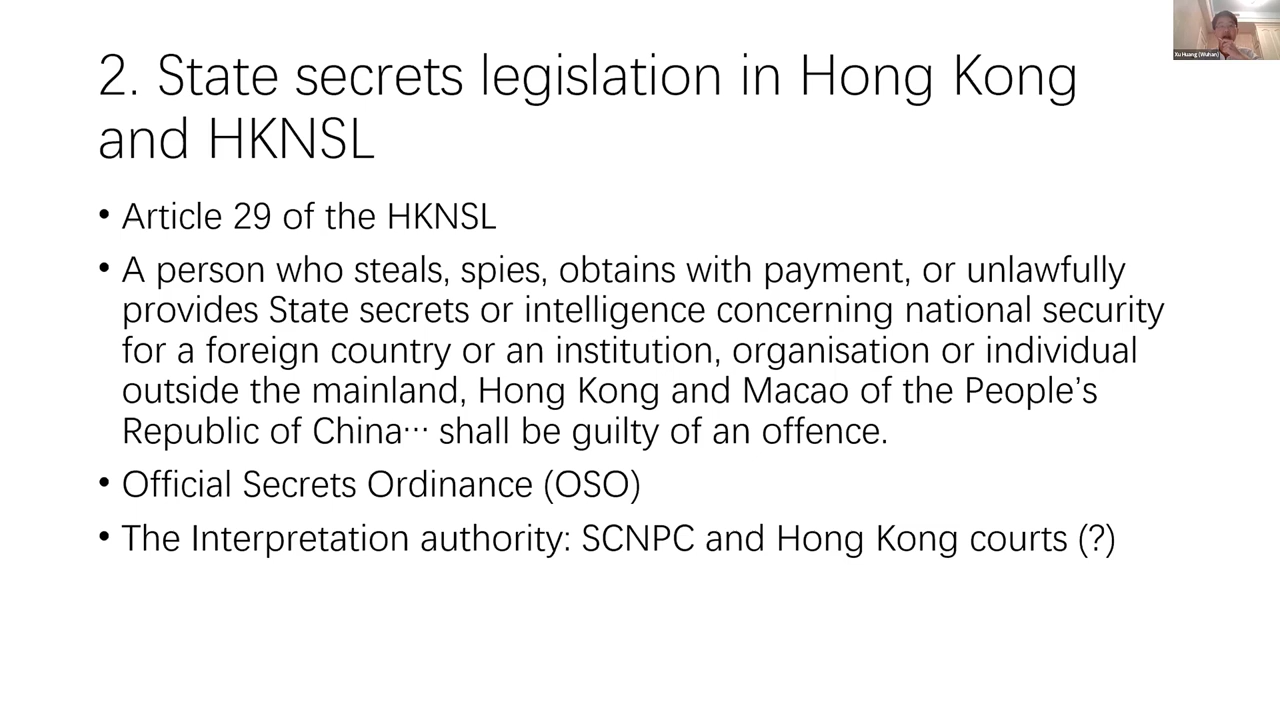 Xu Huang (Wuhan)
2. State secrets legislation in Hong Kong
and HKNSL
• Article 29 of the HKNSL
• A person who steals, spies, obtains with payment, or unlawfully
provides State secrets or intelligence concerning national security
for a foreign country or an institution, organisation or individual
outside the mainland, Hong Kong and Macao of the People’s
Republic of China··· shall be guilty of an offence.
• Official Secrets Ordinance (OSO)
• The Interpretation authority: SCNPC and Hong Kong courts (?)